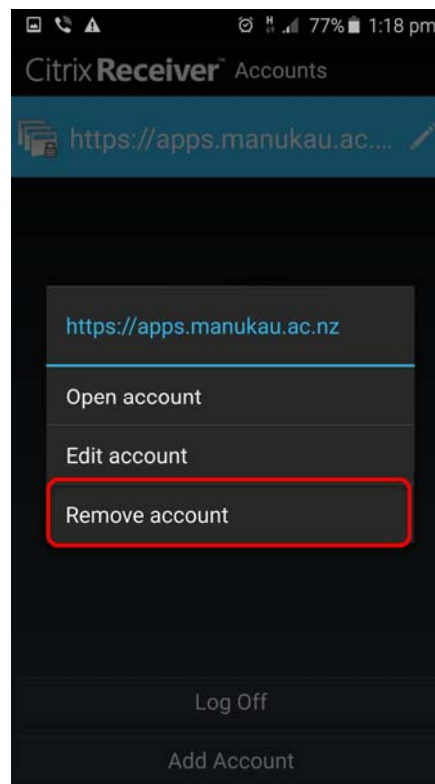 77% 1:18 pm
Citrix Receiver™ Accounts
https://apps.manukau.ac....
https://apps.manukau.ac.nz
Open account
Edit account
Remove account
Log Off
Add Account